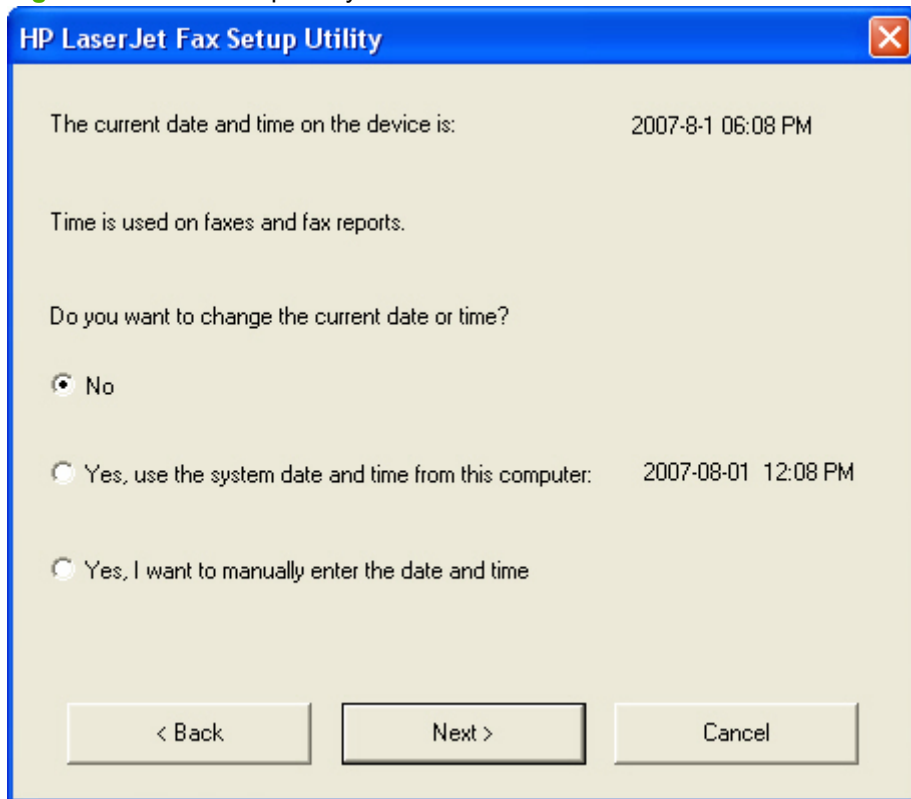 HP LaserJet Fax Setup Utility
The current date and time on the device is: 2007-8-1 06:08 PM
Time is used on faxes and fax reports.
Do you want to change the current date or time?
No
Yes, use the system date and time from this computer: 2007-08-01 12:08 PM
Yes, I want to manually enter the date and time
< Back Next > Cancel